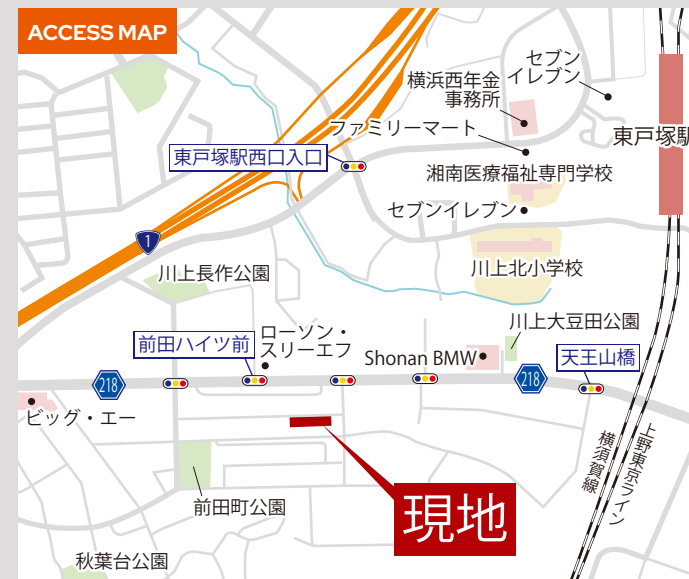 ACCESS MAP
セブン
イレブン
横浜西年金
事務所
ファミリーマート
東戸塚駅
東戸塚駅西口入口
湘南医療福祉専門学校
セブンイレブン
1
川上北小学校
川上長作公園
川上大豆田公園
前田ハイツ前
ローソン・
スリーエフ
Shonan BMW
天王山橋
218
218
ビッグ・エー
上野東京ライン
横須賀線
現地
前田町公園
秋葉台公園